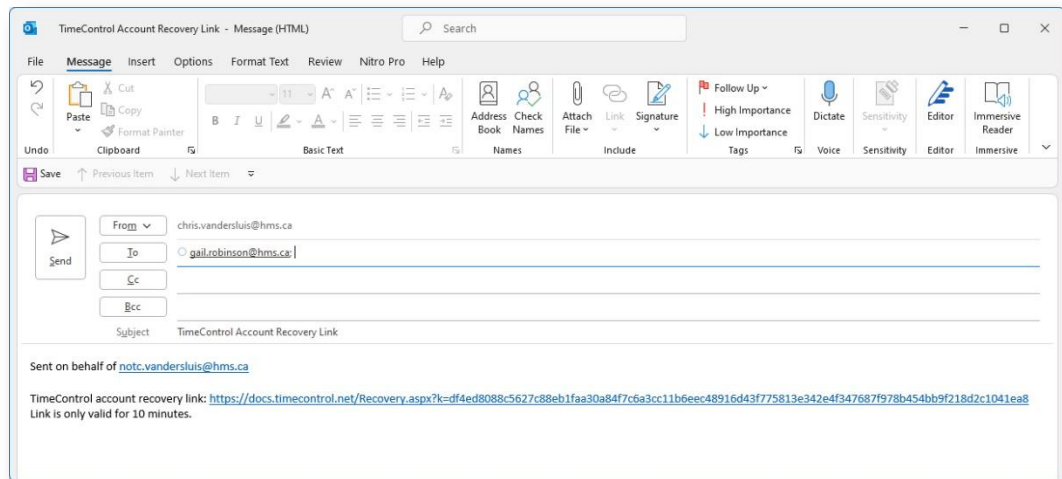 TimeControl Account Recovery Link - Message (HTML)
Search
File Message Insert Options Format Text Review Nitro Pro Help
Paste
Cut
Copy
Format Painter
11
B I U
Address Book
Check Names
Attach File
Link
Signature
Follow Up
High Importance
Low Importance
Dictate
Sensitivity
Editor
Immersive Reader
Undo Clipboard Basic Text Names Include Tags Voice Sensitivity Editor Immersive
Save Previous Item Next Item
Send
From chris.vandersluis@hms.ca
To gail.robinson@hms.ca;
Cc
Bcc
Subject TimeControl Account Recovery Link
Sent on behalf of notc.vandersluis@hms.ca
TimeControl account recovery link: https://docs.timecontrol.net/Recovery.aspx?k=df4ed8088c5627c88eb1faa30a84f7c6a3cc11b6eec48916d43f775813e342e4f347687f978b454bb9f218d2c1041ea8
Link is only valid for 10 minutes.